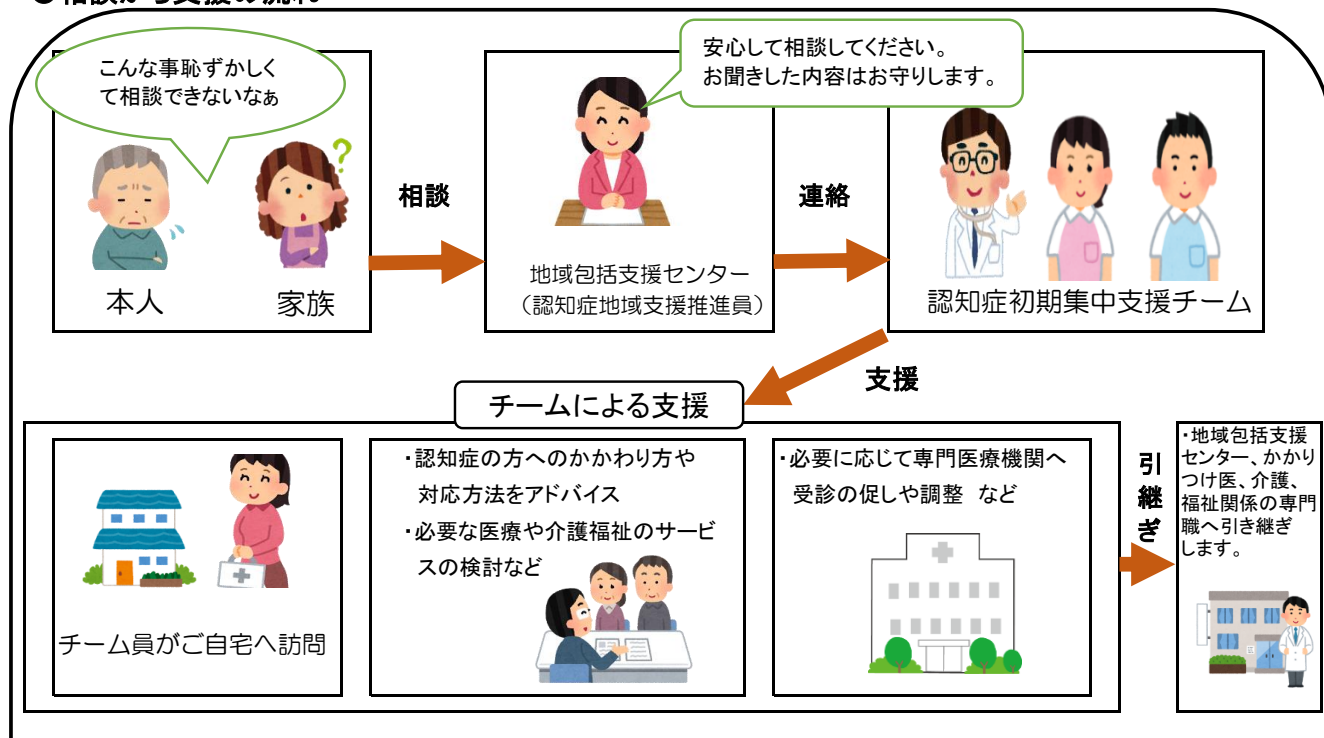 ●相談から支援の流れ
こんな事恥ずかしく
て相談できないなぁ
本人
家族
相談
安心して相談してください。
お聞きした内容はお守りします。
地域包括支援センター
（認知症地域支援推進員）
連絡
認知症初期集中支援チーム
支援
チームによる支援
チーム員がご自宅へ訪問
・認知症の方へのかかわり方や
対応方法をアドバイス
・必要な医療や介護福祉のサービ
スの検討など
・必要に応じて専門医療機関へ
受診の促しや調整 など
引継ぎ
・地域包括支援
センター、かかり
つけ医、介護、
福祉関係の専門
職へ引き継ぎ
します。